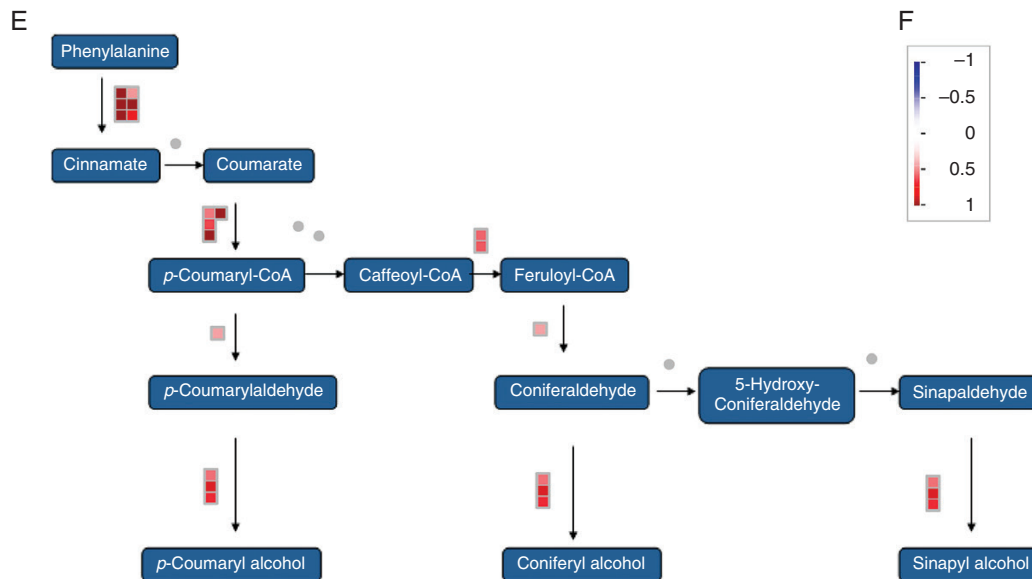 E
F
Phenylalanine
–1
–0.5
0
0.5
1
Cinnamate
Coumarate
p-Coumaryl-CoA
Caffeoyl-CoA
Feruloyl-CoA
p-Coumarylaldehyde
Coniferaldehyde
5-Hydroxy-
Coniferaldehyde
Sinapaldehyde
p-Coumaryl alcohol
Coniferyl alcohol
Sinapyl alcohol